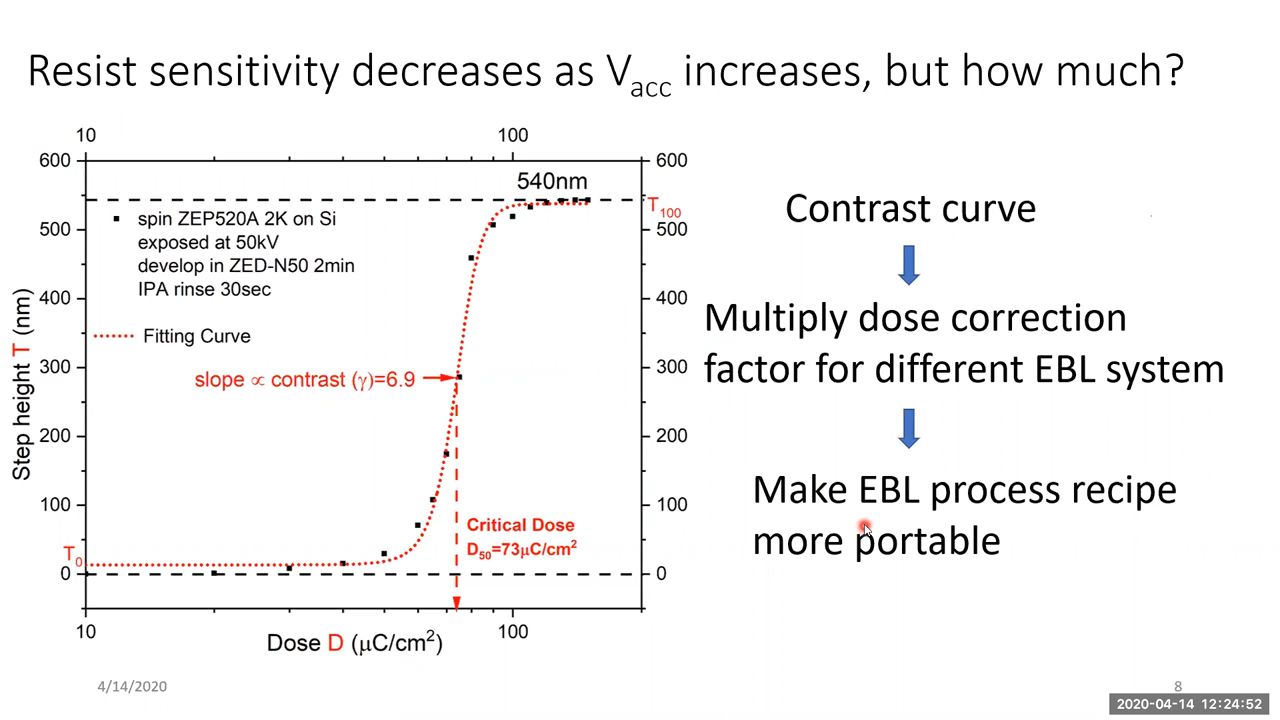 Resist sensitivity decreases as Vacc increases, but how much?
10
100
600
500
400
300
200
100
0
Step height T (nm)
540nm
T100
600
500
400
300
200
100
0
spin ZEP520A 2K on Si
exposed at 50kV
develop in ZED-N50 2min
IPA rinse 30sec
Fitting Curve
slope ∝ contrast (γ)=6.9
Critical Dose
D50=73μC/cm²
T0
10
100
Dose D (μC/cm²)
Contrast curve
Multiply dose correction
factor for different EBL system
Make EBL process recipe
more portable
4/14/2020
8
2020-04-14 12:24:52